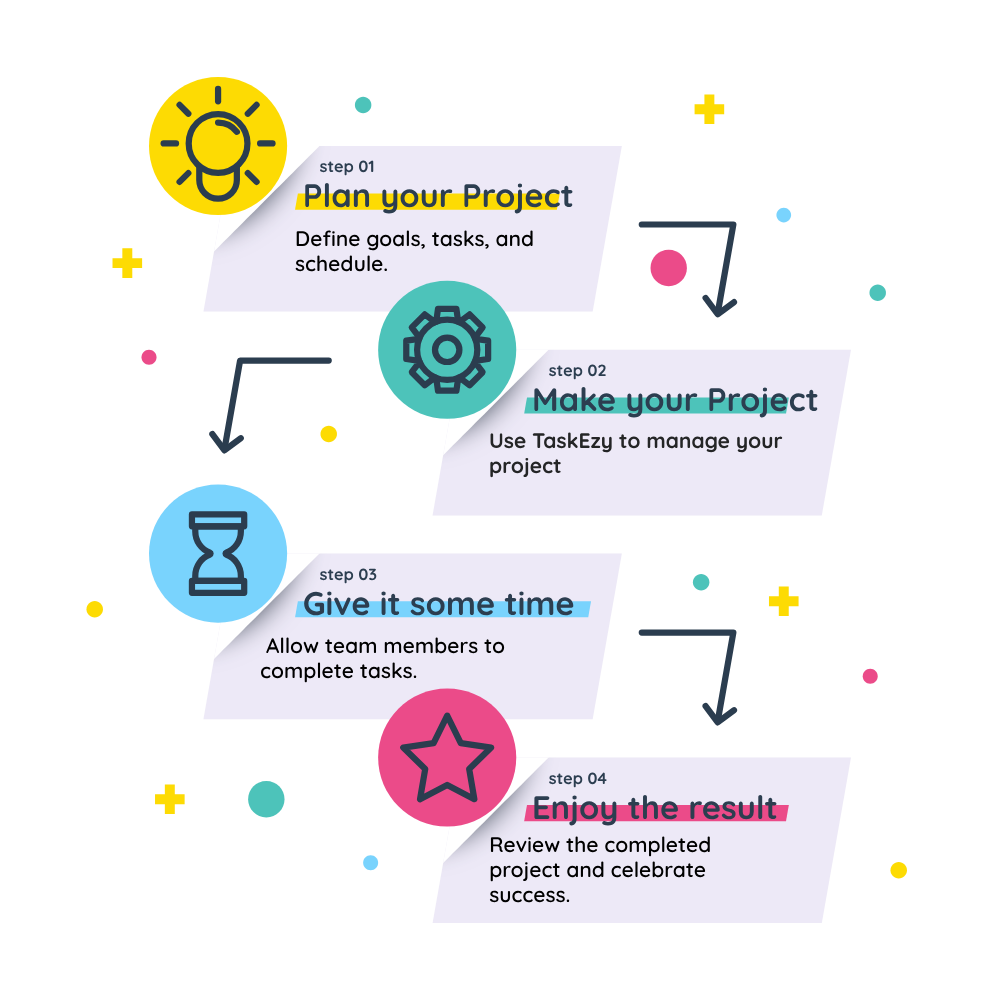 step 01
Plan your Project
Define goals, tasks, and
schedule.
step 02
Make your Project
Use TaskEzy to manage your
project
step 03
Give it some time
Allow team members to
complete tasks.
step 04
Enjoy the result
Review the completed
project and celebrate
success.